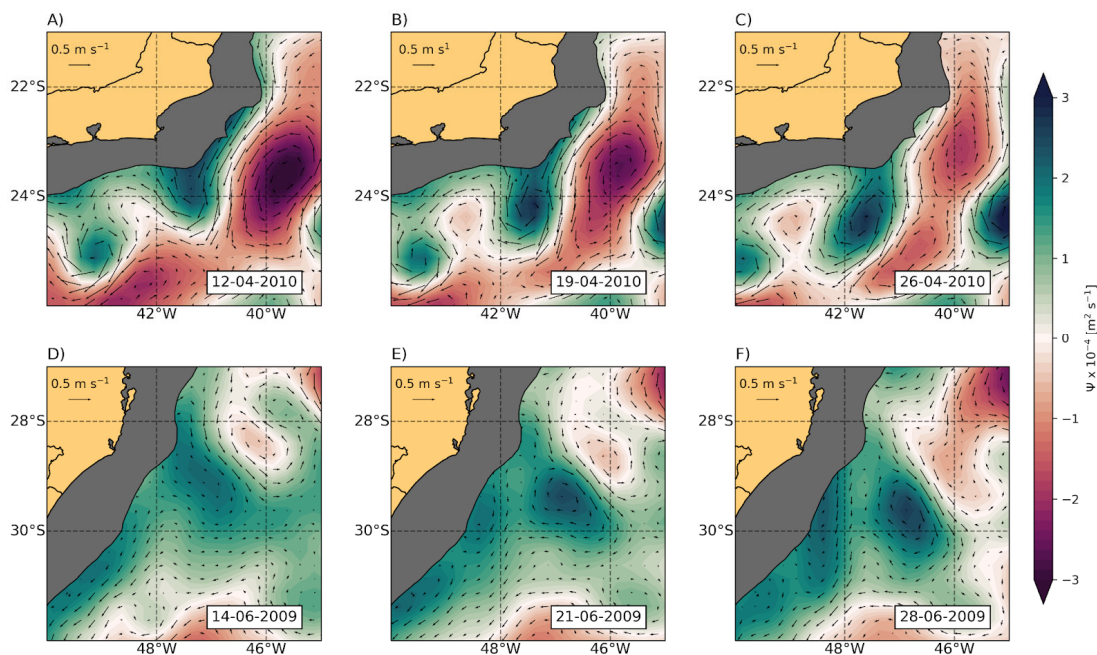 A)
B)
C)
0.5 m s⁻¹
0.5 m s¹
0.5 m s⁻¹
22°S
24°S
12-04-2010
19-04-2010
26-04-2010
42°W 40°W
42°W 40°W
42°W 40°W
D)
E)
F)
0.5 m s⁻¹
0.5 m s⁻¹
0.5 m s⁻¹
28°S
28°S
28°S
30°S
30°S
30°S
14-06-2009
21-06-2009
28-06-2009
48°W 46°W
48°W 46°W
48°W 46°W
3
2
1
0
−1
−2
−3
Ψ x 10⁻⁴ [m² s⁻¹]
22°S
24°S
22°S
24°S